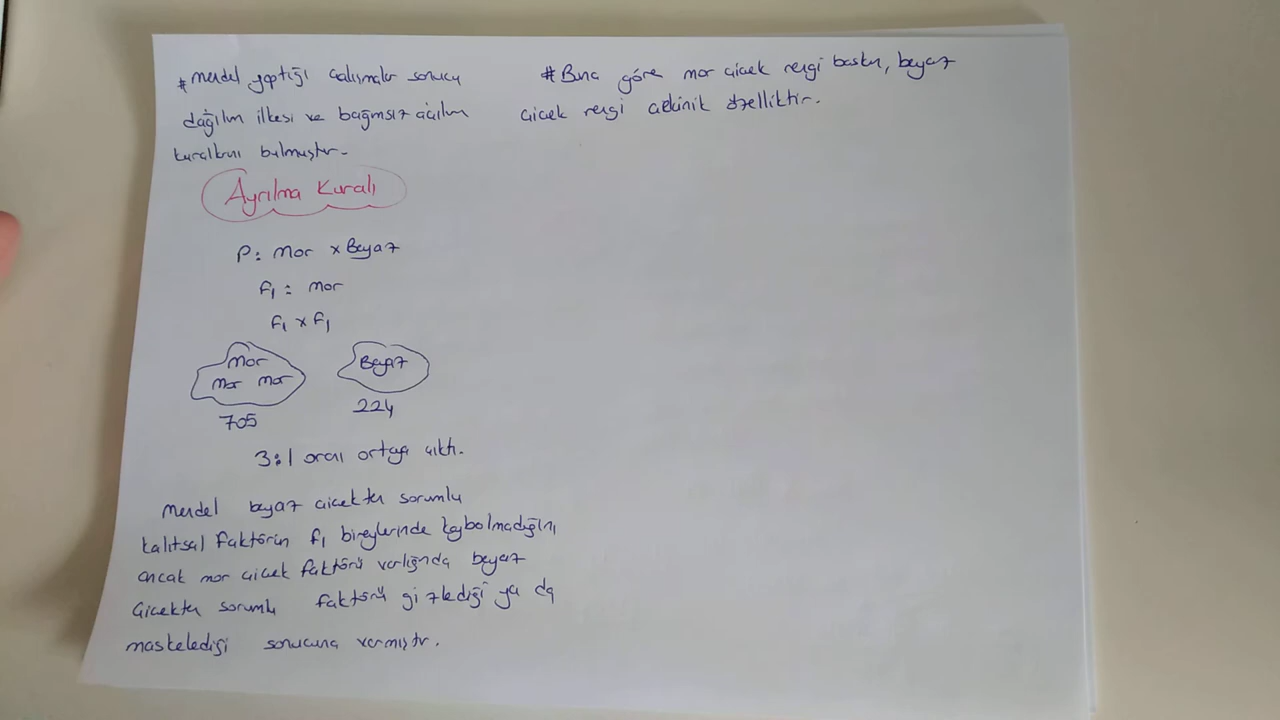 # Mendel yaptığı çalışmalar sonucu
dağılım ilkesi ve bağımsız açılım
kurallarını bulmuştur.
Ayrılma Kuralı
P: Mor x Beyaz
F1 : Mor
F1 x F1
Mor
Mor Mor
Beyaz
705
224
3:1 oranı ortaya çıktı.
Mendel beyaz çiçekten sorumlu
kalıtsal faktörün F1 bireylerinde kaybolmadığını,
ancak mor çiçek faktörü varlığında beyaz
çiçekten sorumlu faktörü gizlediği ya da
maskelediği sonucuna varmıştır.
# Buna göre mor çiçek rengi baskın, beyaz
çiçek rengi çekinik özelliktir.